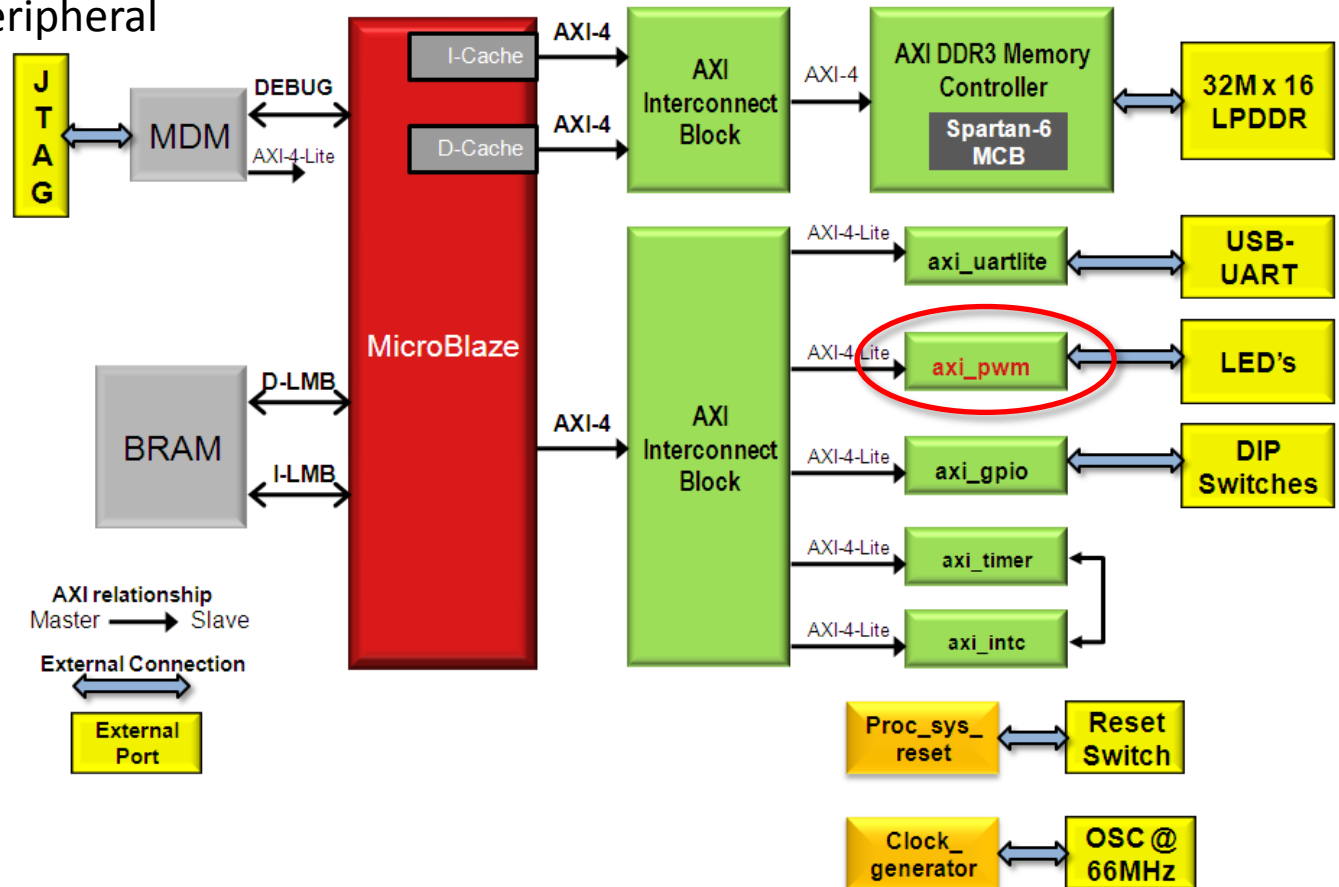 eripheral
J
T
A
G
MDM
DEBUG
AXI-4-Lite
I-Cache
D-Cache
MicroBlaze
AXI-4
AXI-4
AXI
Interconnect
Block
AXI-4
AXI DDR3 Memory
Controller
Spartan-6
MCB
32M x 16
LPDDR
BRAM
D-LMB
I-LMB
AXI-4
AXI
Interconnect
Block
AXI-4-Lite
axi_uartlite
USB-
UART
AXI-4-Lite
axi_pwm
LED's
AXI-4-Lite
axi_gpio
DIP
Switches
AXI-4-Lite
axi_timer
AXI-4-Lite
axi_intc
AXI relationship
Master
Slave
External Connection
External
Port
Proc_sys_
reset
Reset
Switch
Clock_
generator
OSC @
66MHz